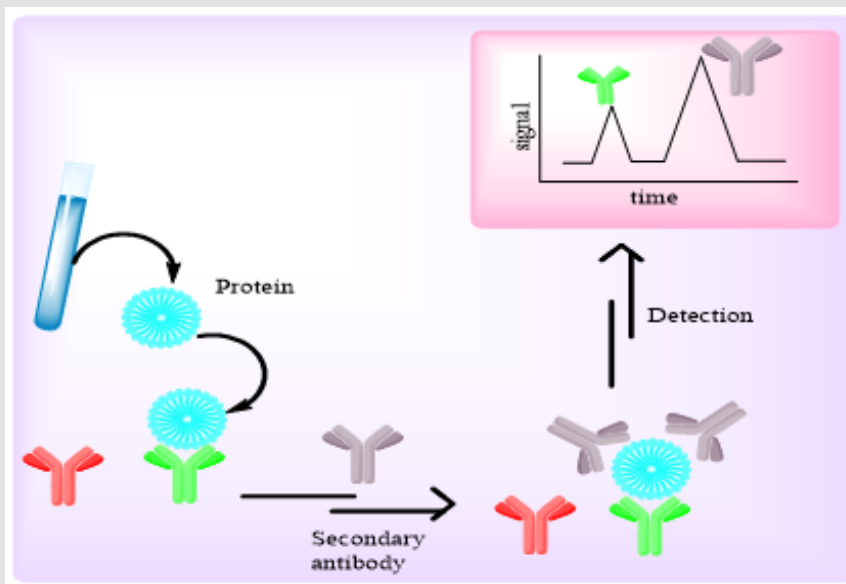 signal
time
Protein
Detection
Secondary
antibody